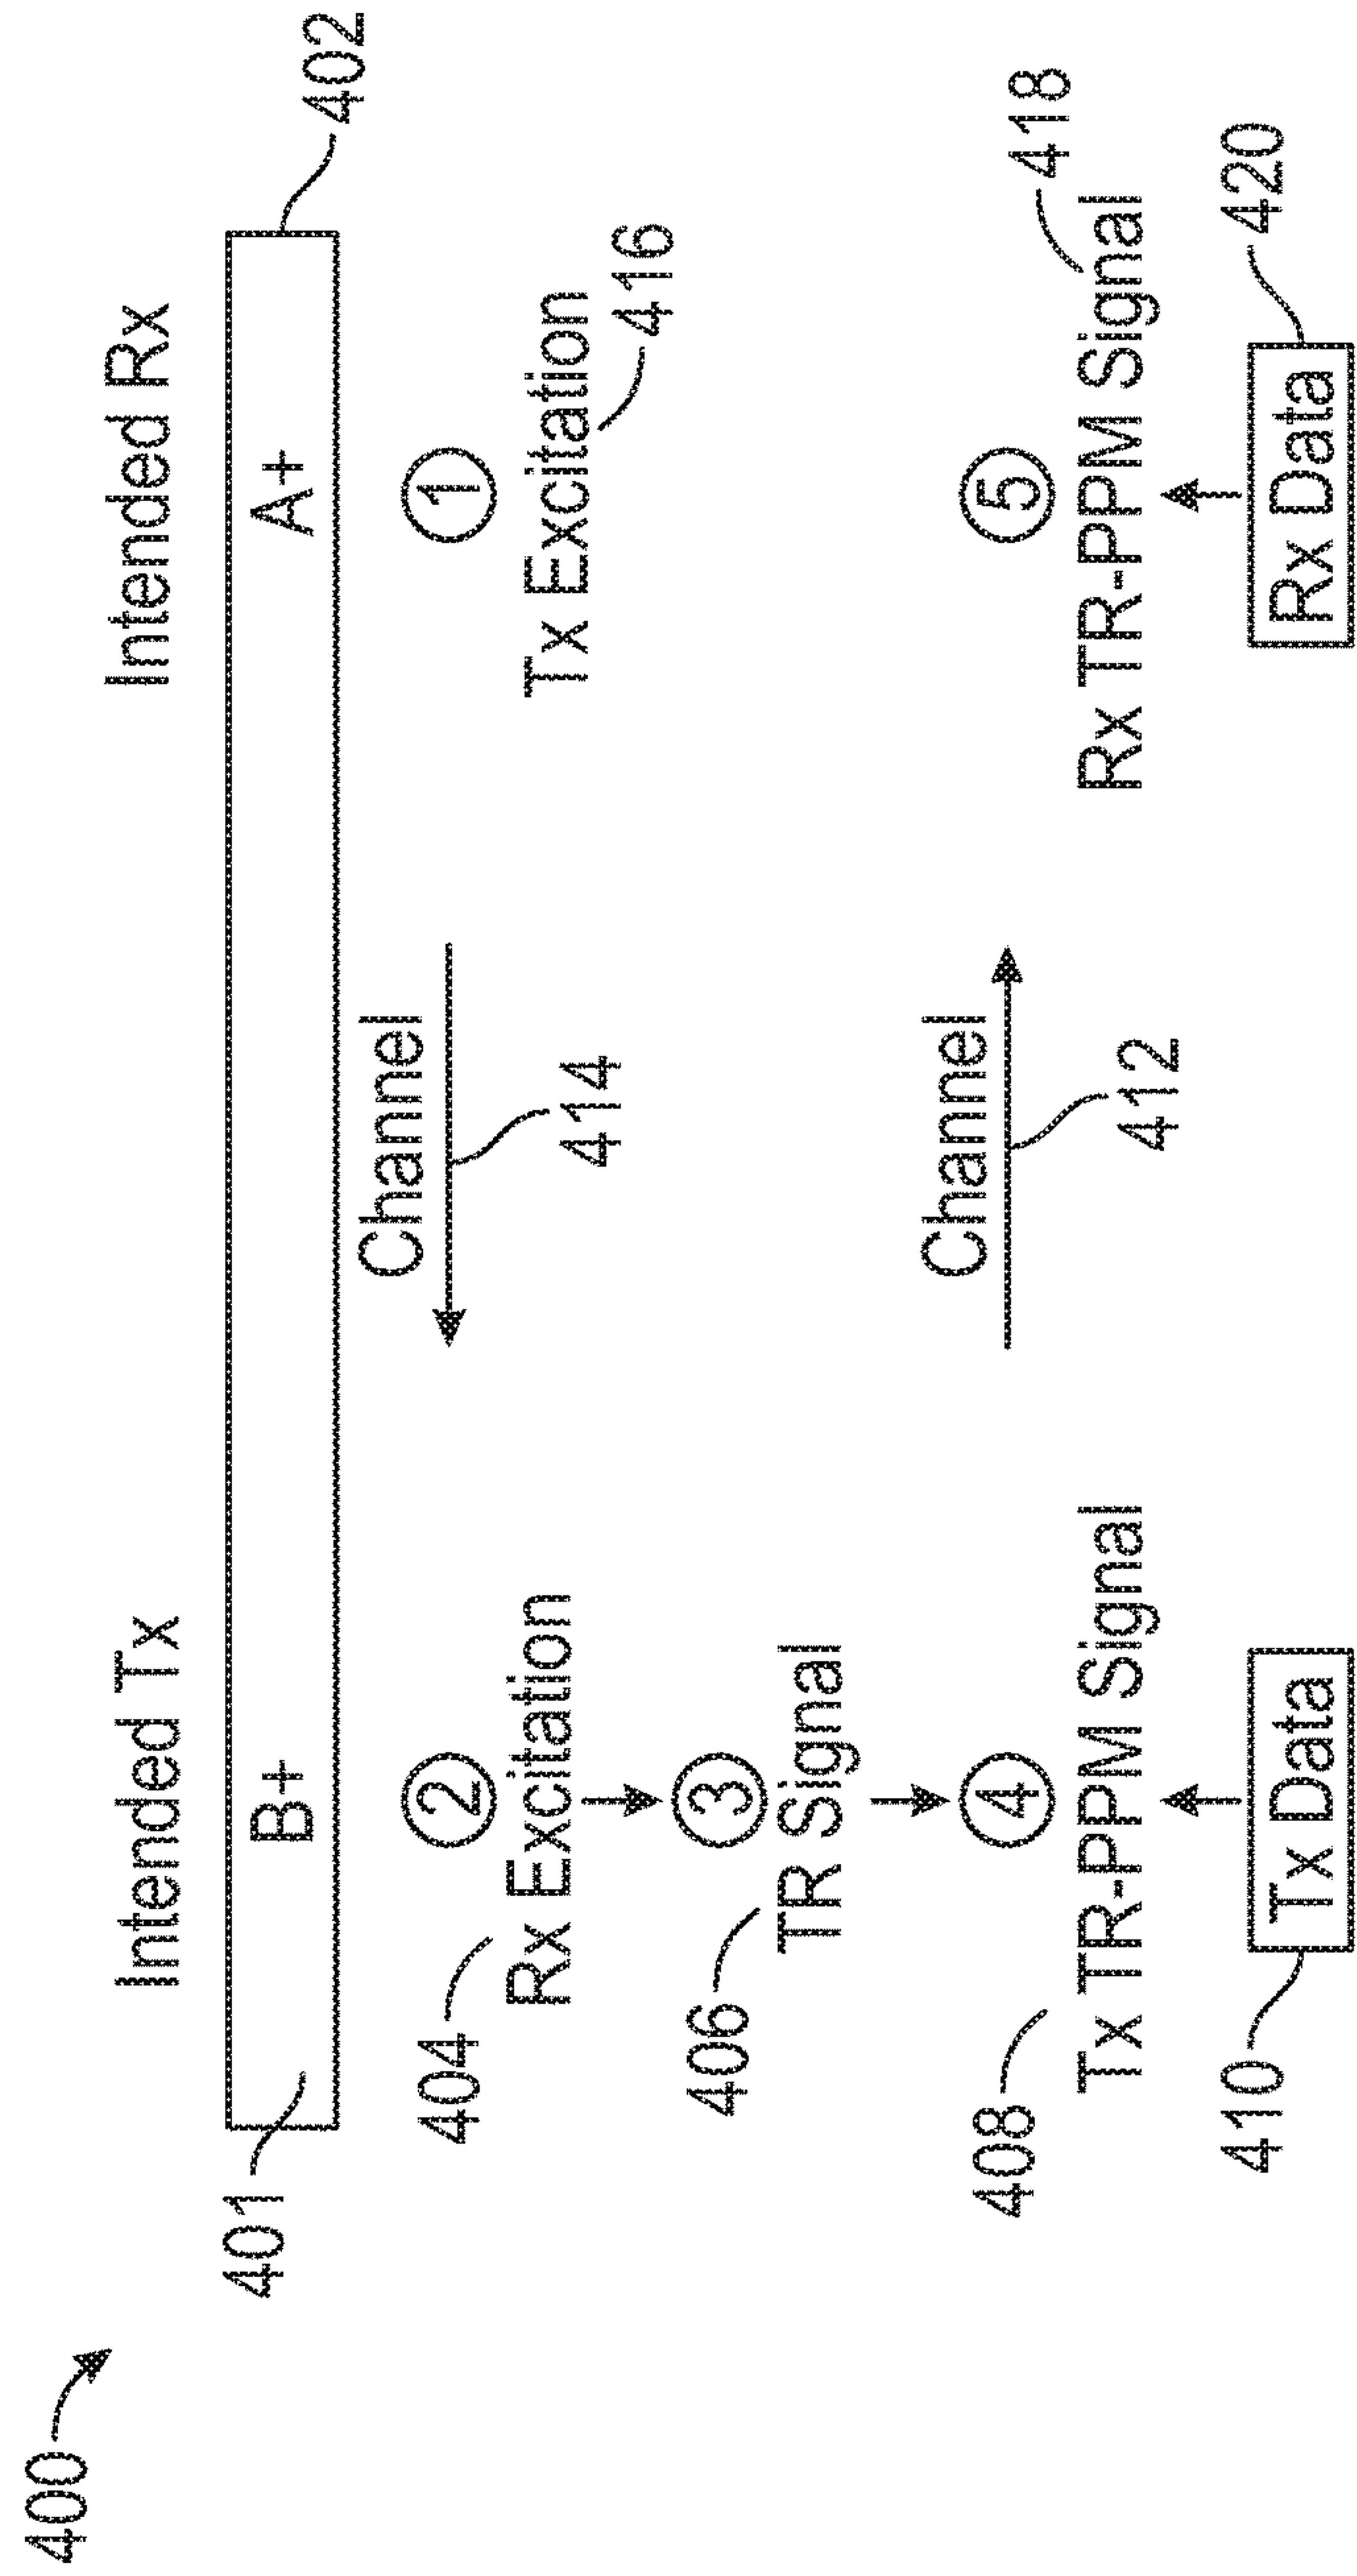 400
Intended Tx
Intended Rx
401
B+
A+
402
Channel
414
2
1
404
Rx Excitation
Tx Excitation
416
3
406
TR Signal
Channel
412
4
5
408
Tx TR-PPM Signal
Rx TR-PPM Signal
418
410
Tx Data
Rx Data
420